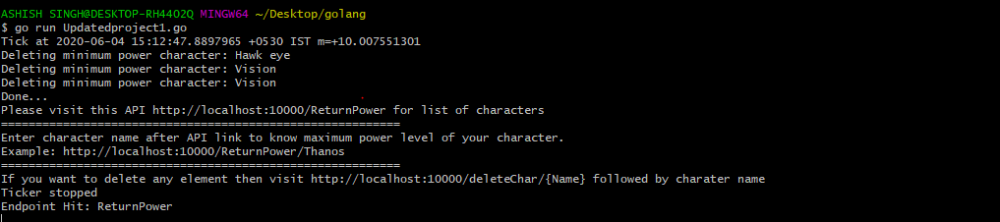 ASHISH SINGH@DESKTOP-RH44O2Q MINGW64 ~/Desktop/golang
$ go run Updatedproject1.go
Tick at 2020-06-04 15:12:47.8897965 +0530 IST m=+10.007551301
Deleting minimum power character: Hawk eye
Deleting minimum power character: Vision
Deleting minimum power character: Vision
Done...
Please visit this API http://localhost:10000/ReturnPower for list of characters
==========================================================
Enter character name after API link to know maximum power level of your character.
Example: http://localhost:10000/ReturnPower/Thanos
==========================================================
If you want to delete any element then visit http://localhost:10000/deleteChar/{Name} followed by charater name
Ticker stopped
Endpoint Hit: ReturnPower